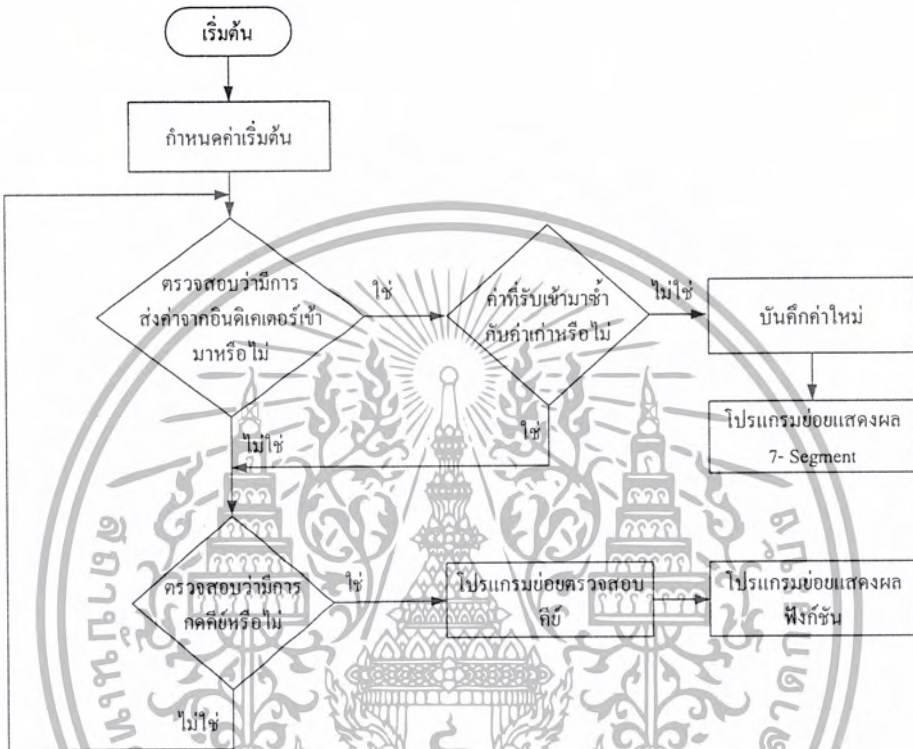 เริ่มต้น
กำหนดค่าเริ่มต้น
ตรวจสอบว่ามีการ
ส่งค่าจากอินดิเคเตอร์เข้า
มาหรือไม่
ใช่
ค่าที่รับเข้ามาซ้ำ
กับค่าเก่าหรือไม่
ไม่ใช่
บันทึกค่าใหม่
โปรแกรมย่อยแสดงผล
7- Segment
ใช่
ไม่ใช่
ตรวจสอบว่ามีการ
กดคีย์หรือไม่
ใช่
โปรแกรมย่อยตรวจสอบ
คีย์
โปรแกรมย่อยแสดงผล
ฟังก์ชัน
ไม่ใช่